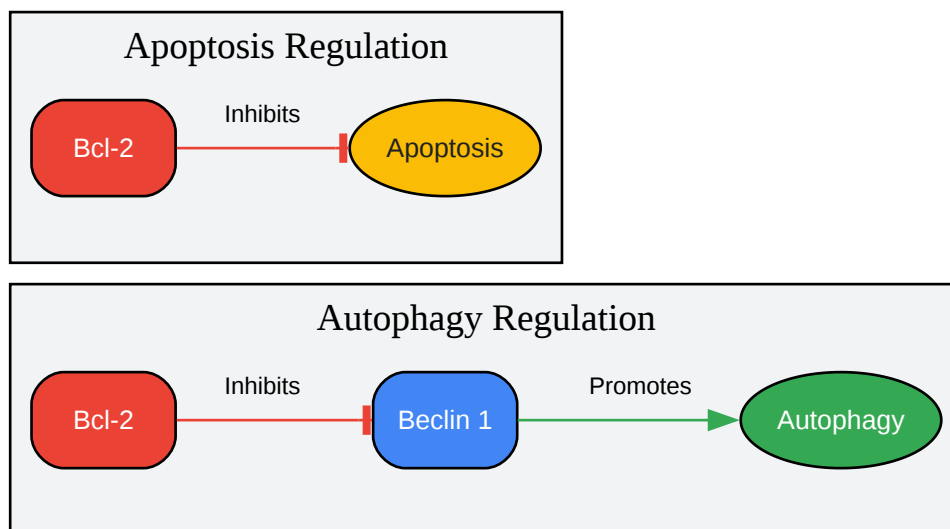 Apoptosis Regulation
Inhibits
Bcl-2
Apoptosis
Autophagy Regulation
Inhibits
Promotes
Bcl-2
Beclin 1
Autophagy